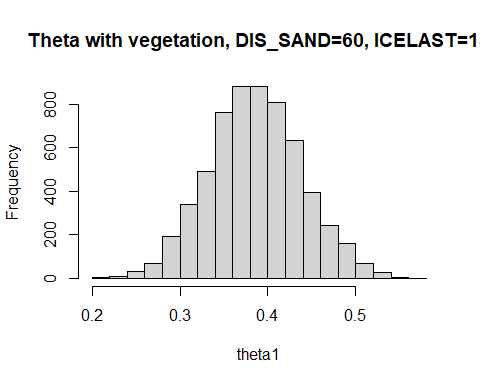 Theta with vegetation, DIS_SAND=60, ICELAST=1
Frequency
800
600
400
200
0
0.2 0.3 0.4 0.5
theta1